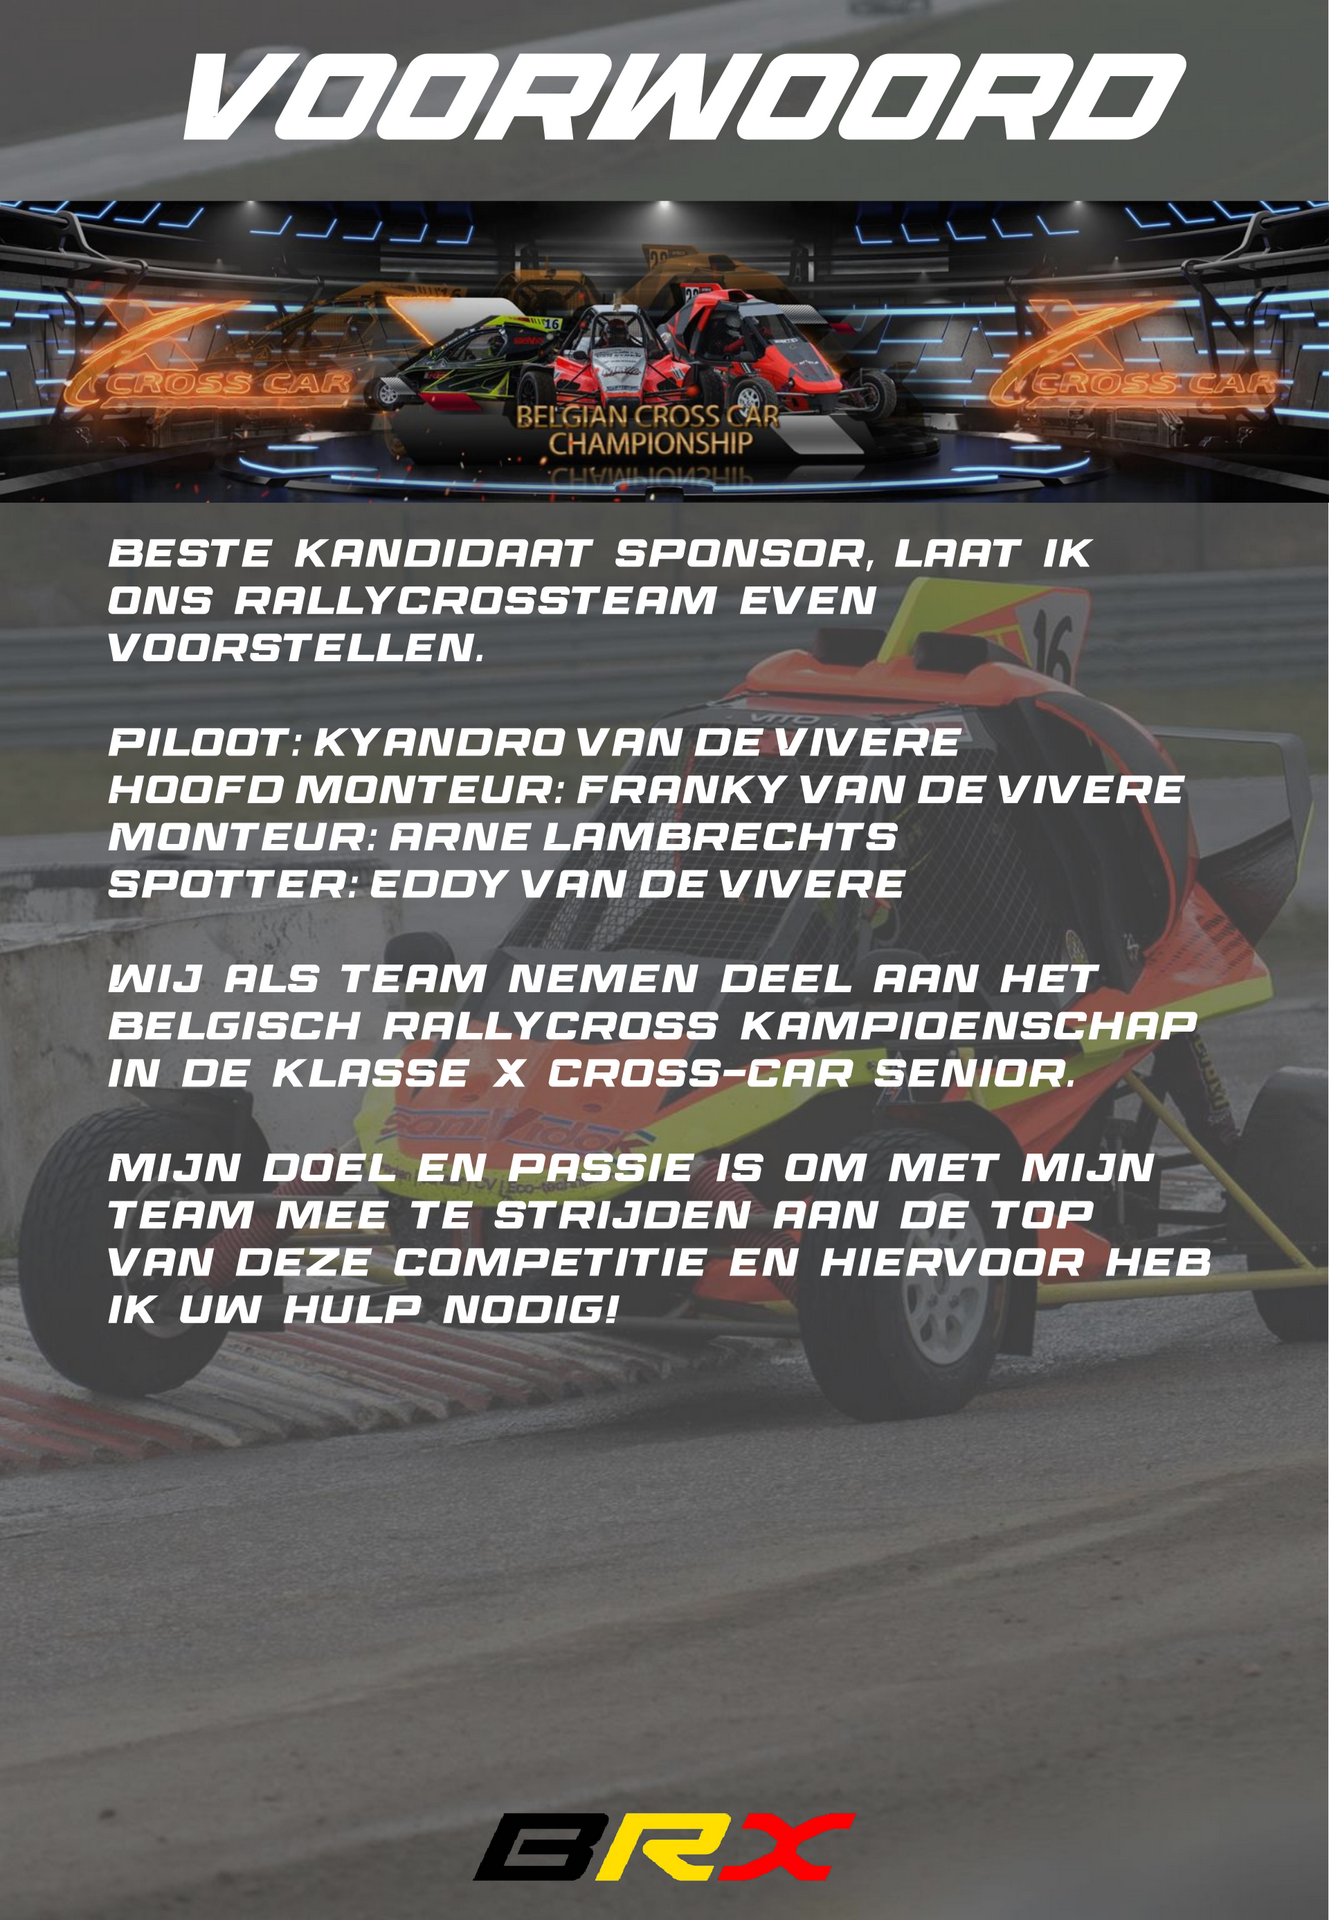 VOORWOORD
CROSS CAR
16
CROSS CAR
BELGIAN CROSS CAR
CHAMPIONSHIP
BESTE KANDIDAAT SPONSOR, LAAT IK
ONS RALLYCROSSTEAM EVEN
VOORSTELLEN.
16
VITO
PILOOT: KYANDRO VAN DE VIVERE
HOOFD MONTEUR: FRANKY VAN DE VIVERE
MONTEUR: ARNE LAMBRECHTS
SPOTTER: EDDY VAN DE VIVERE
WIJ ALS TEAM NEMEN DEEL AAN HET
BELGISCH RALLYCROSS KAMPIOENSCHAP
IN DE KLASSE X CROSS-CAR SENIOR.
MIJN DOEL EN PASSIE IS OM MET MIJN
TEAM MEE TE STRIJDEN AAN DE TOP
VAN DEZE COMPETITIE EN HIERVOOR HEB
IK UW HULP NODIG!
BRX